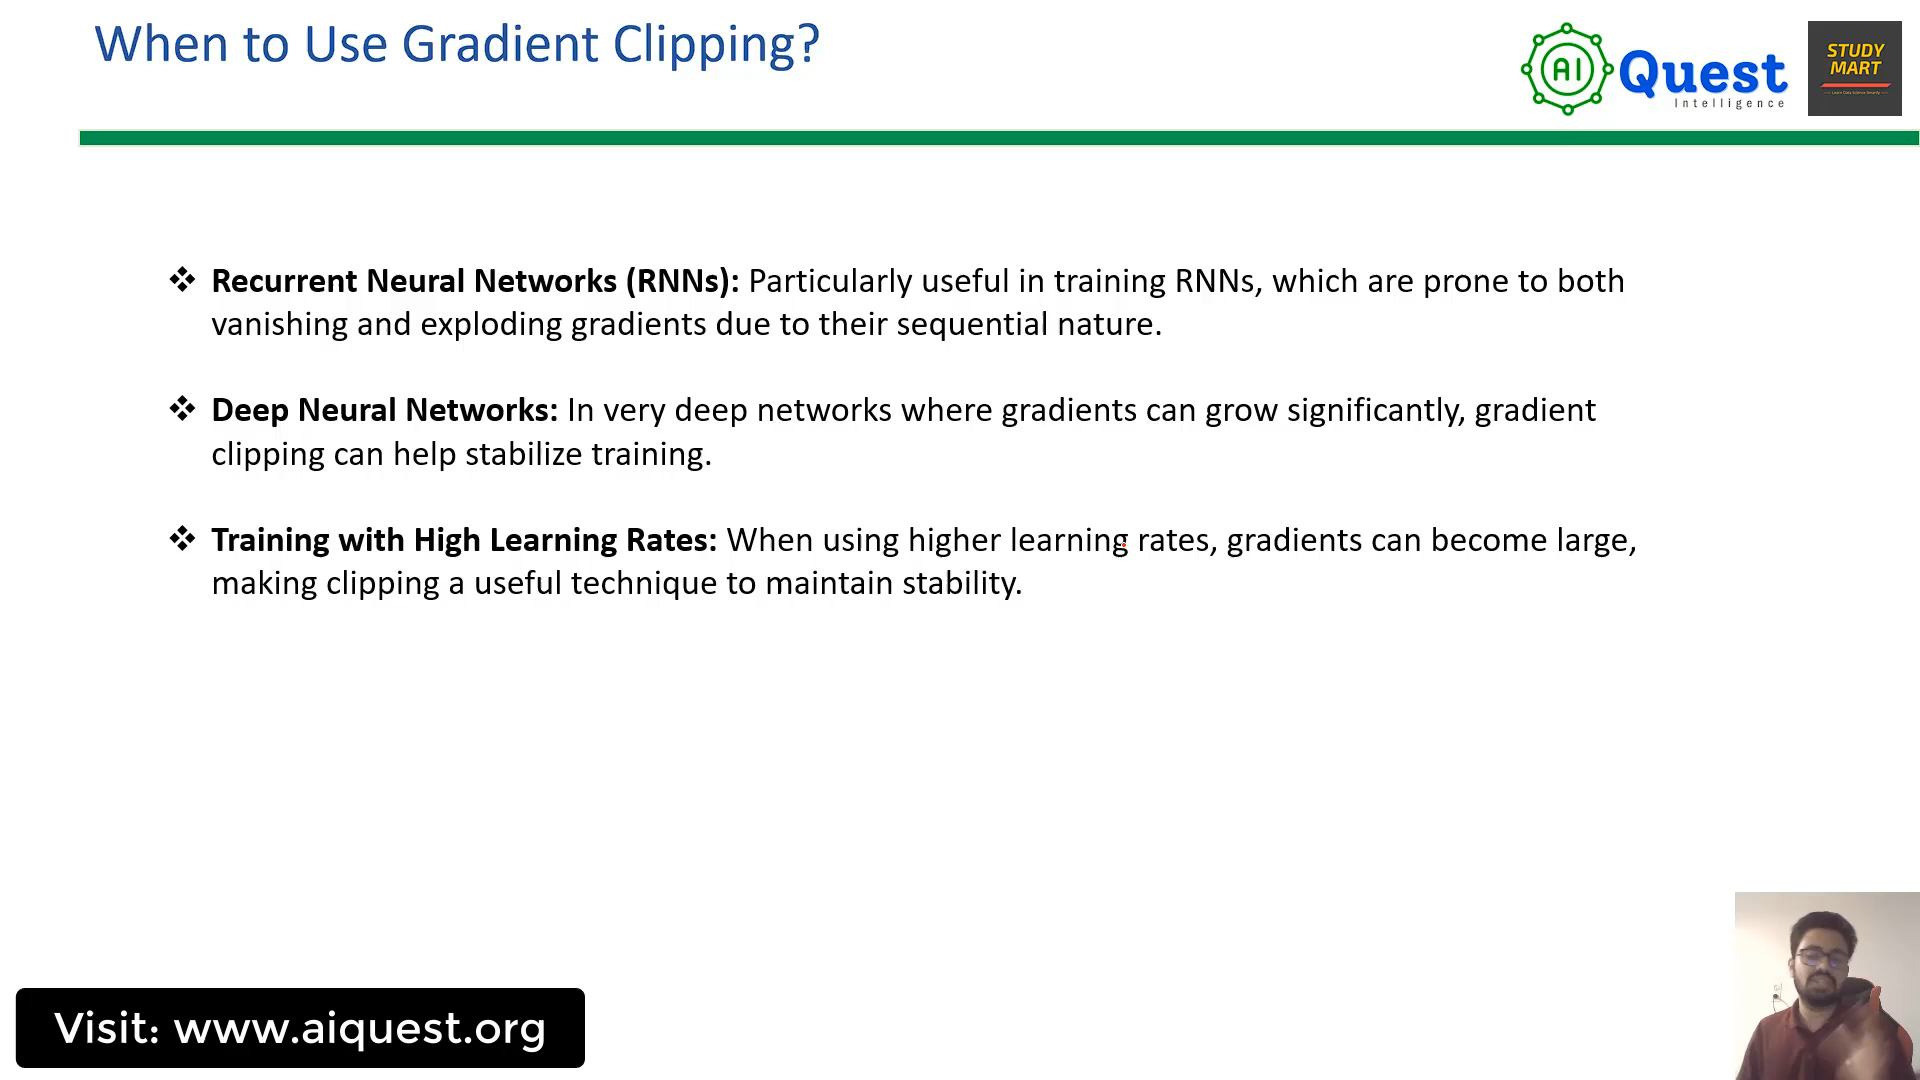 When to Use Gradient Clipping?
AI Quest
Intelligence
STUDY
MART
❖ Recurrent Neural Networks (RNNs): Particularly useful in training RNNs, which are prone to both
vanishing and exploding gradients due to their sequential nature.
❖ Deep Neural Networks: In very deep networks where gradients can grow significantly, gradient
clipping can help stabilize training.
❖ Training with High Learning Rates: When using higher learning rates, gradients can become large,
making clipping a useful technique to maintain stability.
Visit: www.aiquest.org